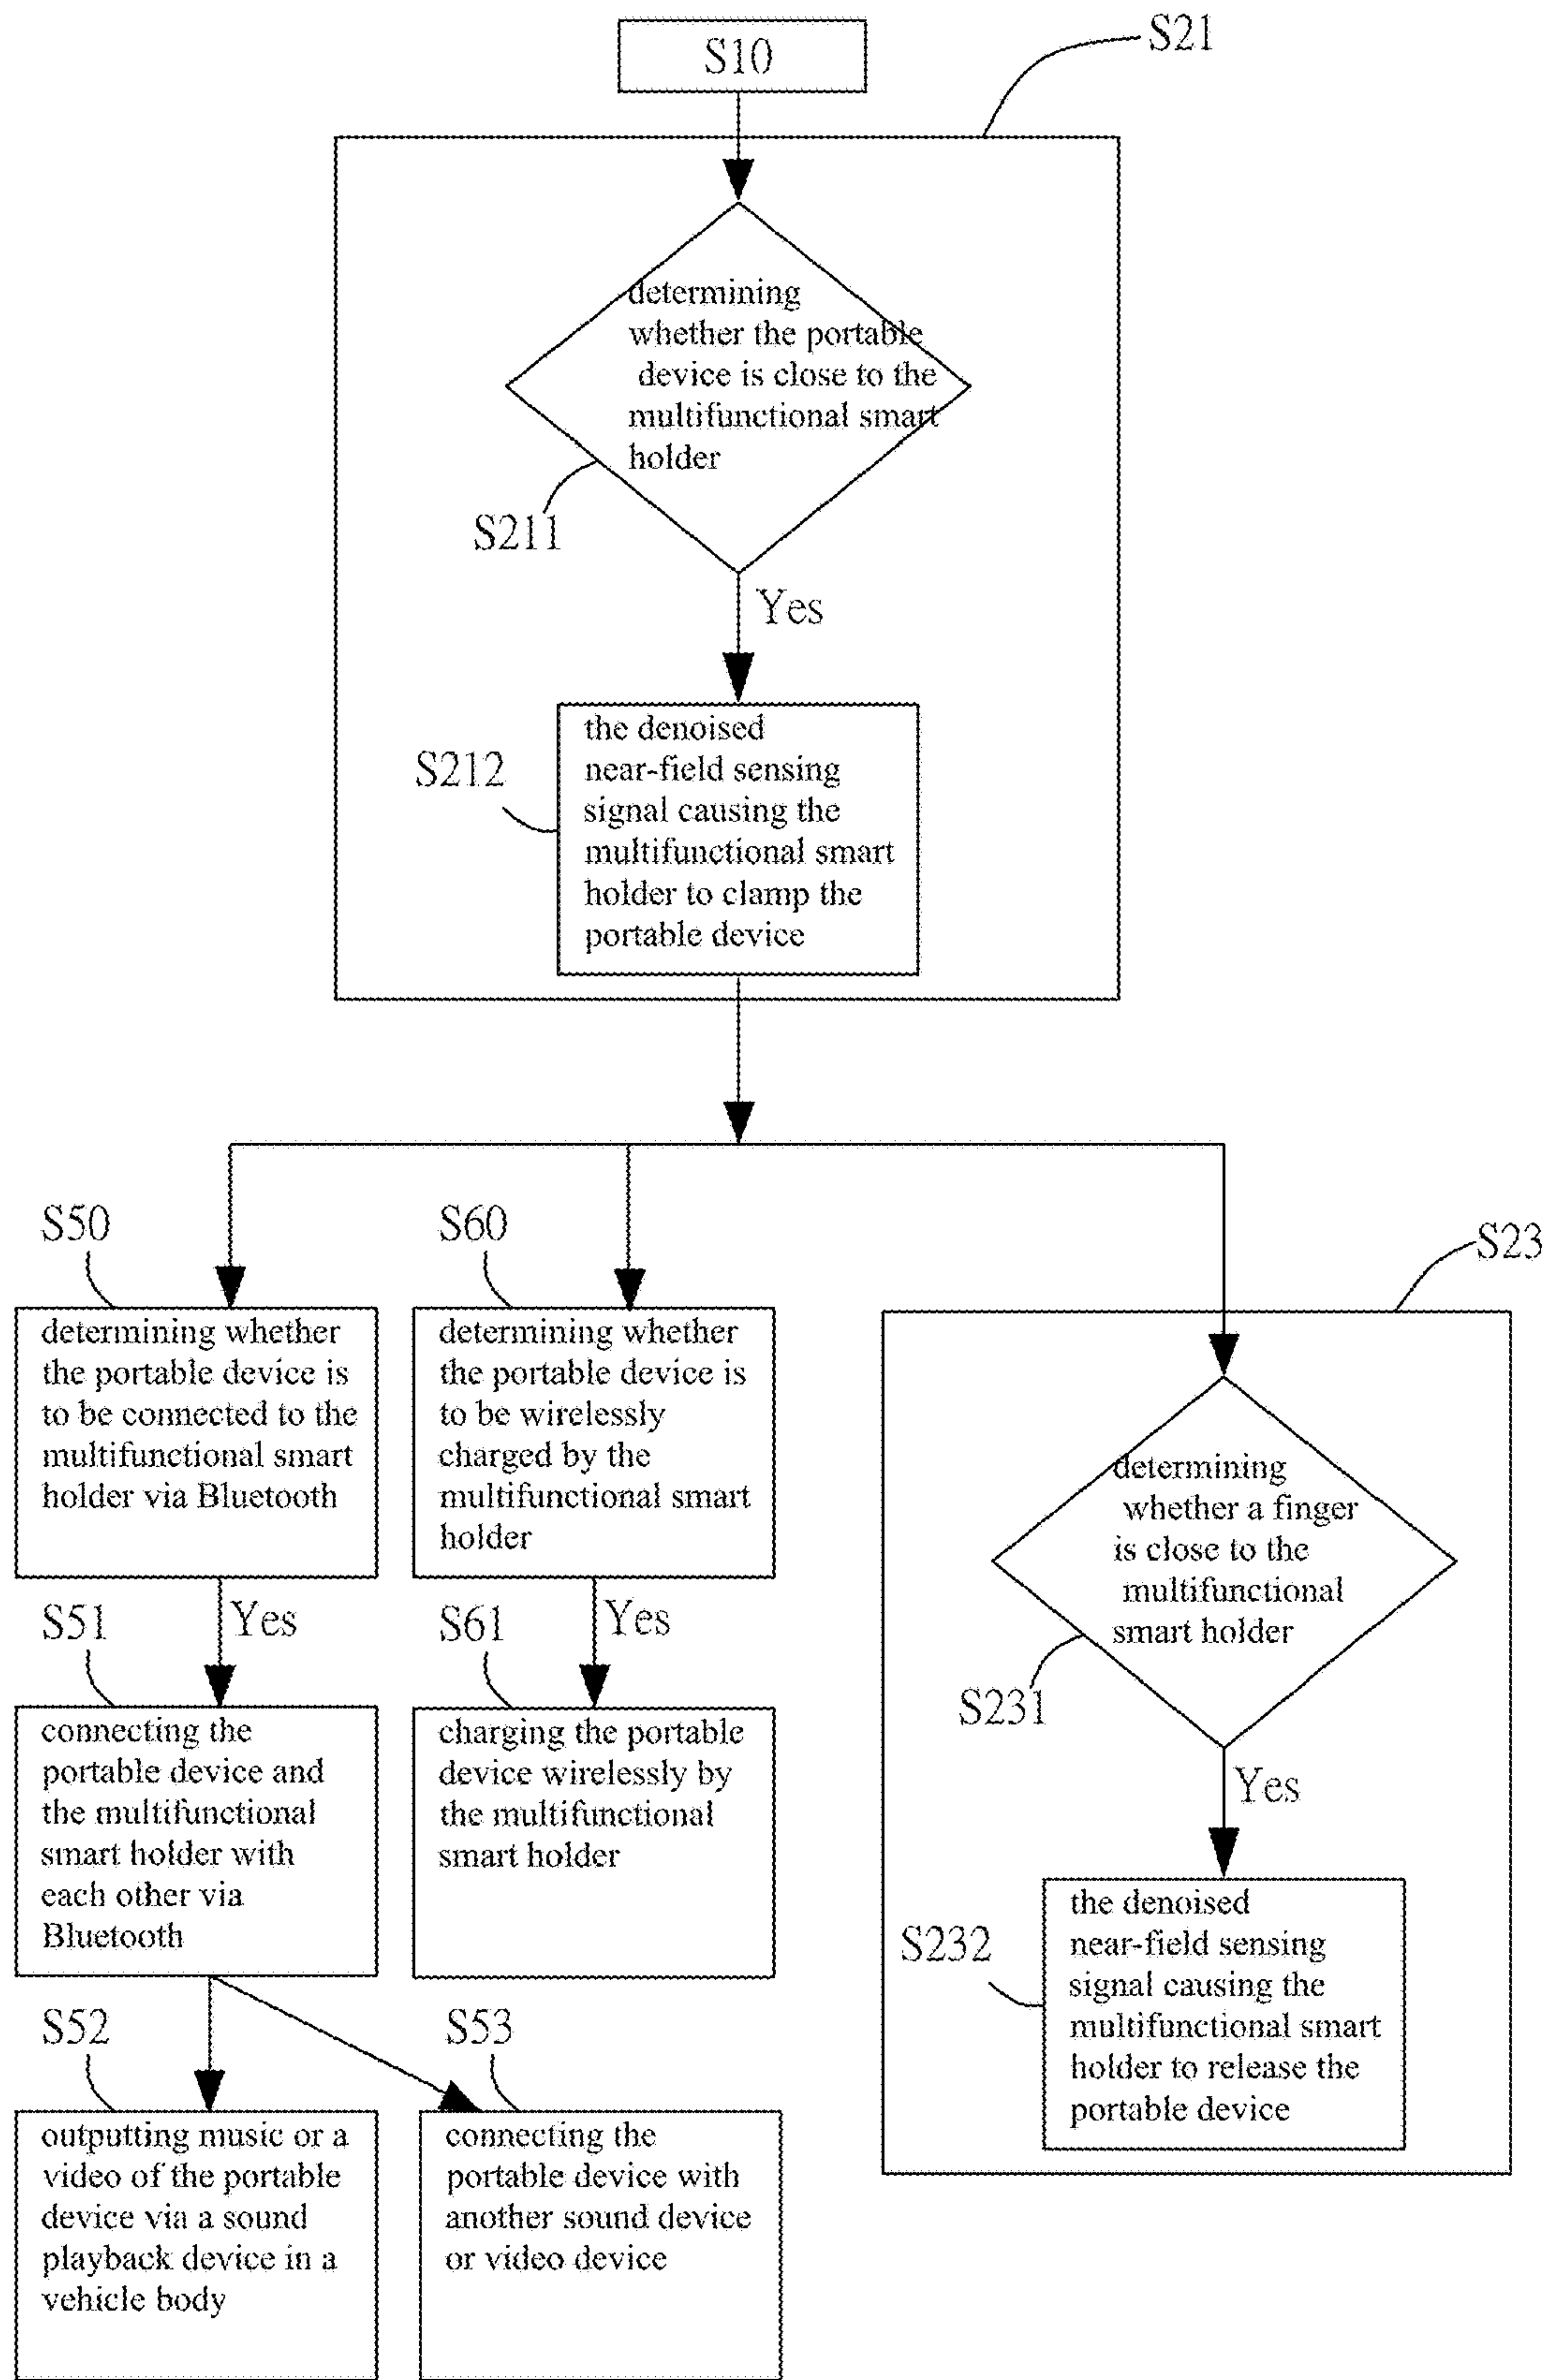 S10
S21
determining
whether the portable
device is close to the
multifunctional smart
holder
S211
Yes
S212
the denoised
near-field sensing
signal causing the
multifunctional smart
holder to clamp the
portable device
S50
determining whether
the portable device is
to be connected to the
multifunctional smart
holder via Bluetooth
S60
determining whether
the portable device is
to be wirelessly
charged by the
multifunctional smart
holder
S23
determining
whether a finger
is close to the
multifunctional
smart holder
S231
Yes
S51
Yes
connecting the
portable device and
the multifunctional
smart holder with
each other via
Bluetooth
S61
Yes
charging the portable
device wirelessly by
the multifunctional
smart holder
S232
the denoised
near-field sensing
signal causing the
multifunctional smart
holder to release the
portable device
S52
outputting music or a
video of the portable
device via a sound
playback device in a
vehicle body
S53
connecting the
portable device with
another sound device
or video device